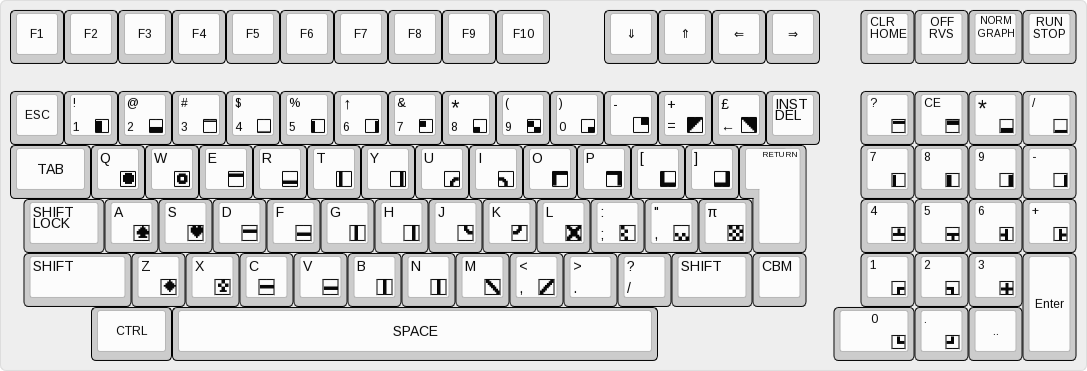 F1 F2 F3 F4 F5 F6 F7 F8 F9 F10 ⇓ ⇑ ⇐ ⇒ CLR HOME OFF RVS NORM GRAPH RUN STOP
ESC ! 1 @ 2 # 3 $ 4 % 5 ↑ 6 & 7 * 8 ( 9 ) 0 - + = £ ← INST DEL ? CE * /
TAB Q W E R T Y U I O P [ ] RETURN 7 8 9 -
SHIFT LOCK A S D F G H J K L : ; " , π 4 5 6 +
SHIFT Z X C V B N M < , > . ? / SHIFT CBM 1 2 3 Enter
CTRL SPACE 0 . ..